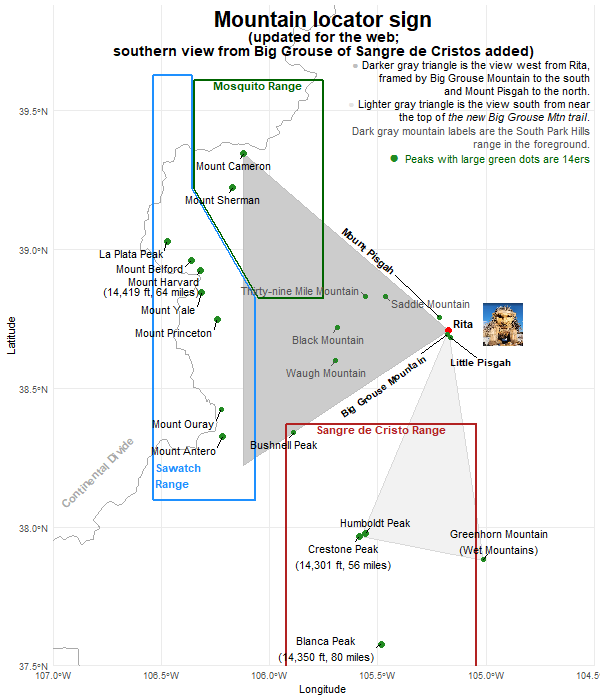 Mountain locator sign
(updated for the web;
southern view from Big Grouse of Sangre de Cristos added)
Darker gray triangle is the view west from Rita,
framed by Big Grouse Mountain to the south
and Mount Pisgah to the north.
Lighter gray triangle is the view south from near
the top of the new Big Grouse Mtn trail.
Dark gray mountain labels are the South Park Hills
range in the foreground.
Peaks with large green dots are 14ers
Mosquito Range
39.5°N
Mount Cameron
Mount Sherman
39.0°N
La Plata Peak
Mount Belford
Mount Harvard
(14,419 ft, 64 miles)
Mount Yale
Mount Princeton
Mount Pisgah
Thirty-nine Mile Mountain
Saddle Mountain
Rita
Black Mountain
Little Pisgah
Waugh Mountain
38.5°N
Big Grouse Mountain
Mount Ouray
Sangre de Cristo Range
Bushnell Peak
Mount Antero
Sawatch
Range
Continental Divide
38.0°N
Humboldt Peak
Greenhorn Mountain
(Wet Mountains)
Crestone Peak
(14,301 ft, 56 miles)
Blanca Peak
(14,350 ft, 80 miles)
37.5°N
Latitude
107.0°W
106.5°W
106.0°W
105.5°W
105.0°W
104.5
Longitude